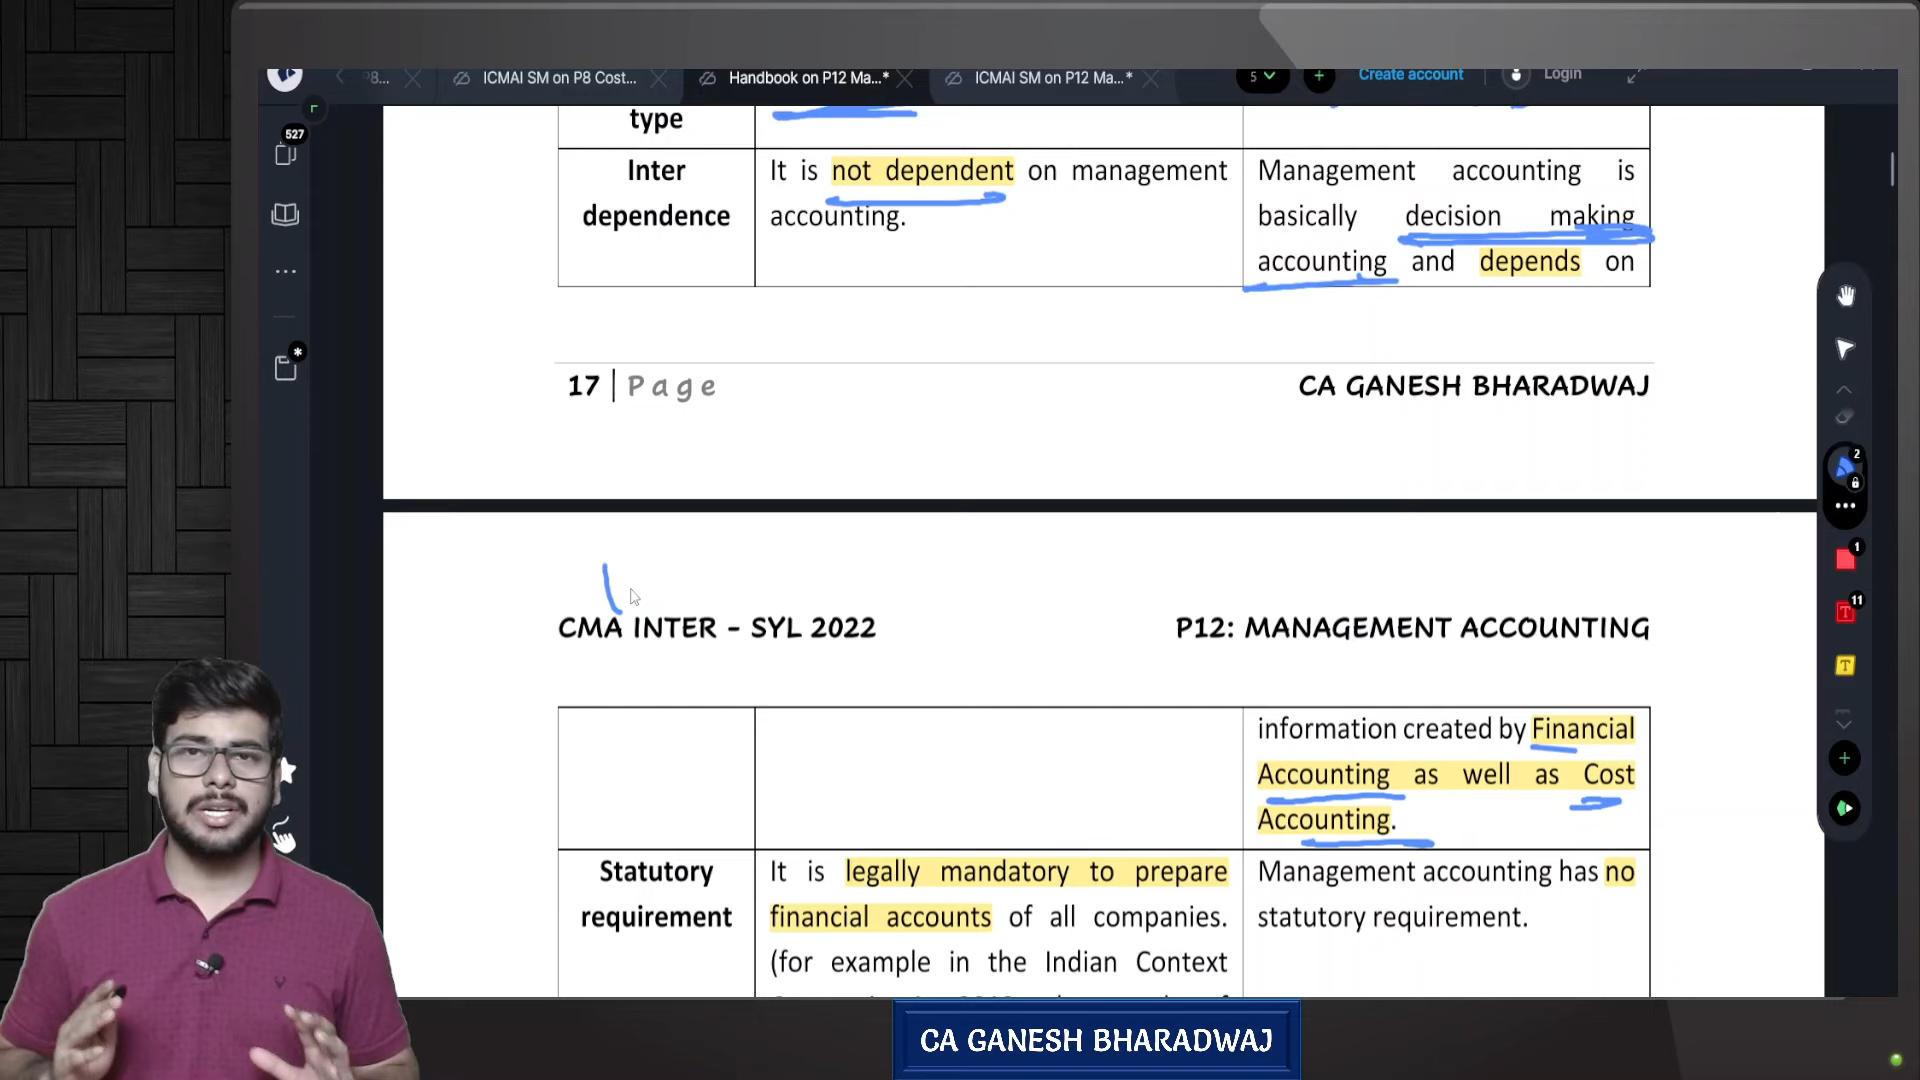 P8...
ICMAI SM on P8 Cost...
Handbook on P12 Ma...*
ICMAI SM on P12 Ma...*
5
Create account
Login
527
type
Inter dependence
It is not dependent on management
accounting.
Management accounting is
basically decision making
accounting and depends on
17 | Page
CA GANESH BHARADWAJ
CMA INTER - SYL 2022
P12: MANAGEMENT ACCOUNTING
information created by Financial
Accounting as well as Cost
Accounting.
Statutory requirement
It is legally mandatory to prepare
financial accounts of all companies.
(for example in the Indian Context
Management accounting has no
statutory requirement.
2
1
11
T
T
CA GANESH BHARADWAJ